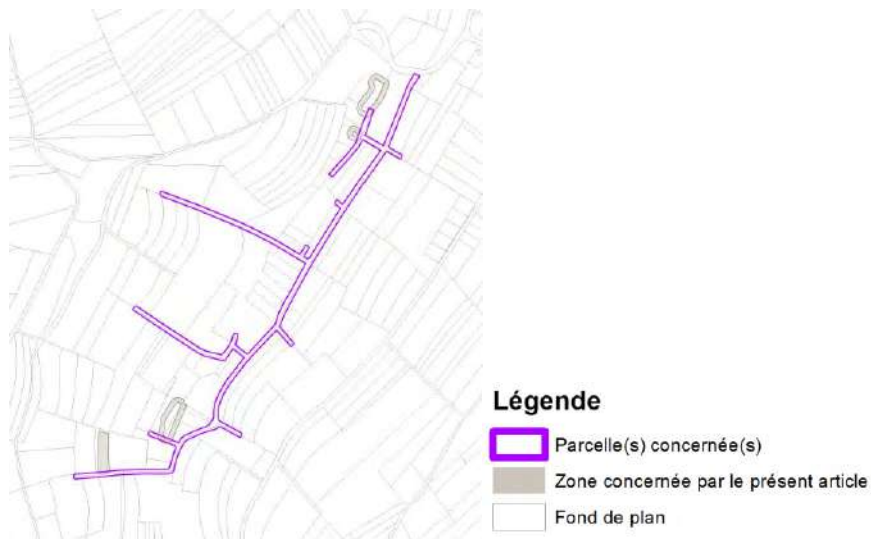 Légende
Parcelle(s) concernée(s)
Zone concernée par le présent article
Fond de plan